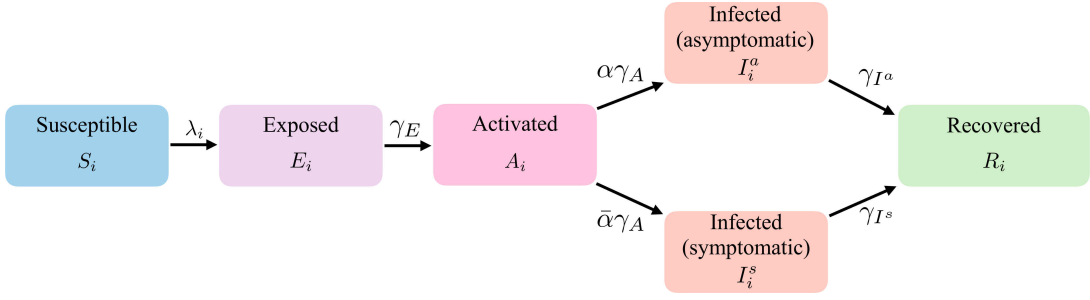 Susceptible
S_i
λ_i
Exposed
E_i
γ_E
Activated
A_i
αγ_A
Infected
(asymptomatic)
I_i^a
γ_{I^a}
ᾱγ_A
Infected
(symptomatic)
I_i^s
γ_{I^s}
Recovered
R_i